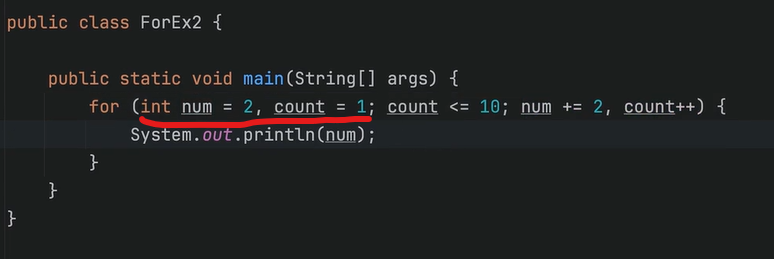 public class ForEx2 {
public static void main(String[] args) {
for (int num = 2, count = 1; count <= 10; num += 2, count++) {
System.out.println(num);
}
}
}